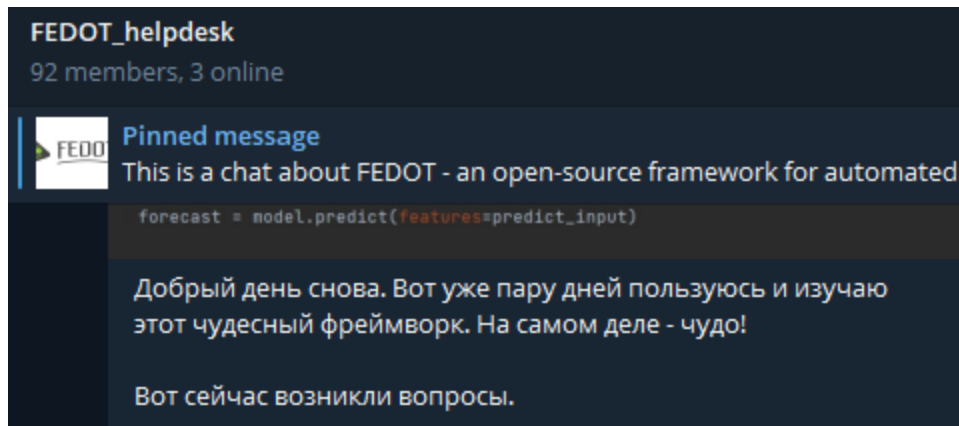 FEDOT_helpdesk
92 members, 3 online
Pinned message
FEDO
This is a chat about FEDOT - an open-source framework for automated
forecast = model.predict(features=predict_input)
Добрый день снова. Вот уже пару дней пользуюсь и изучаю
этот чудесный фреймворк. На самом деле - чудо!
Вот сейчас возникли вопросы.